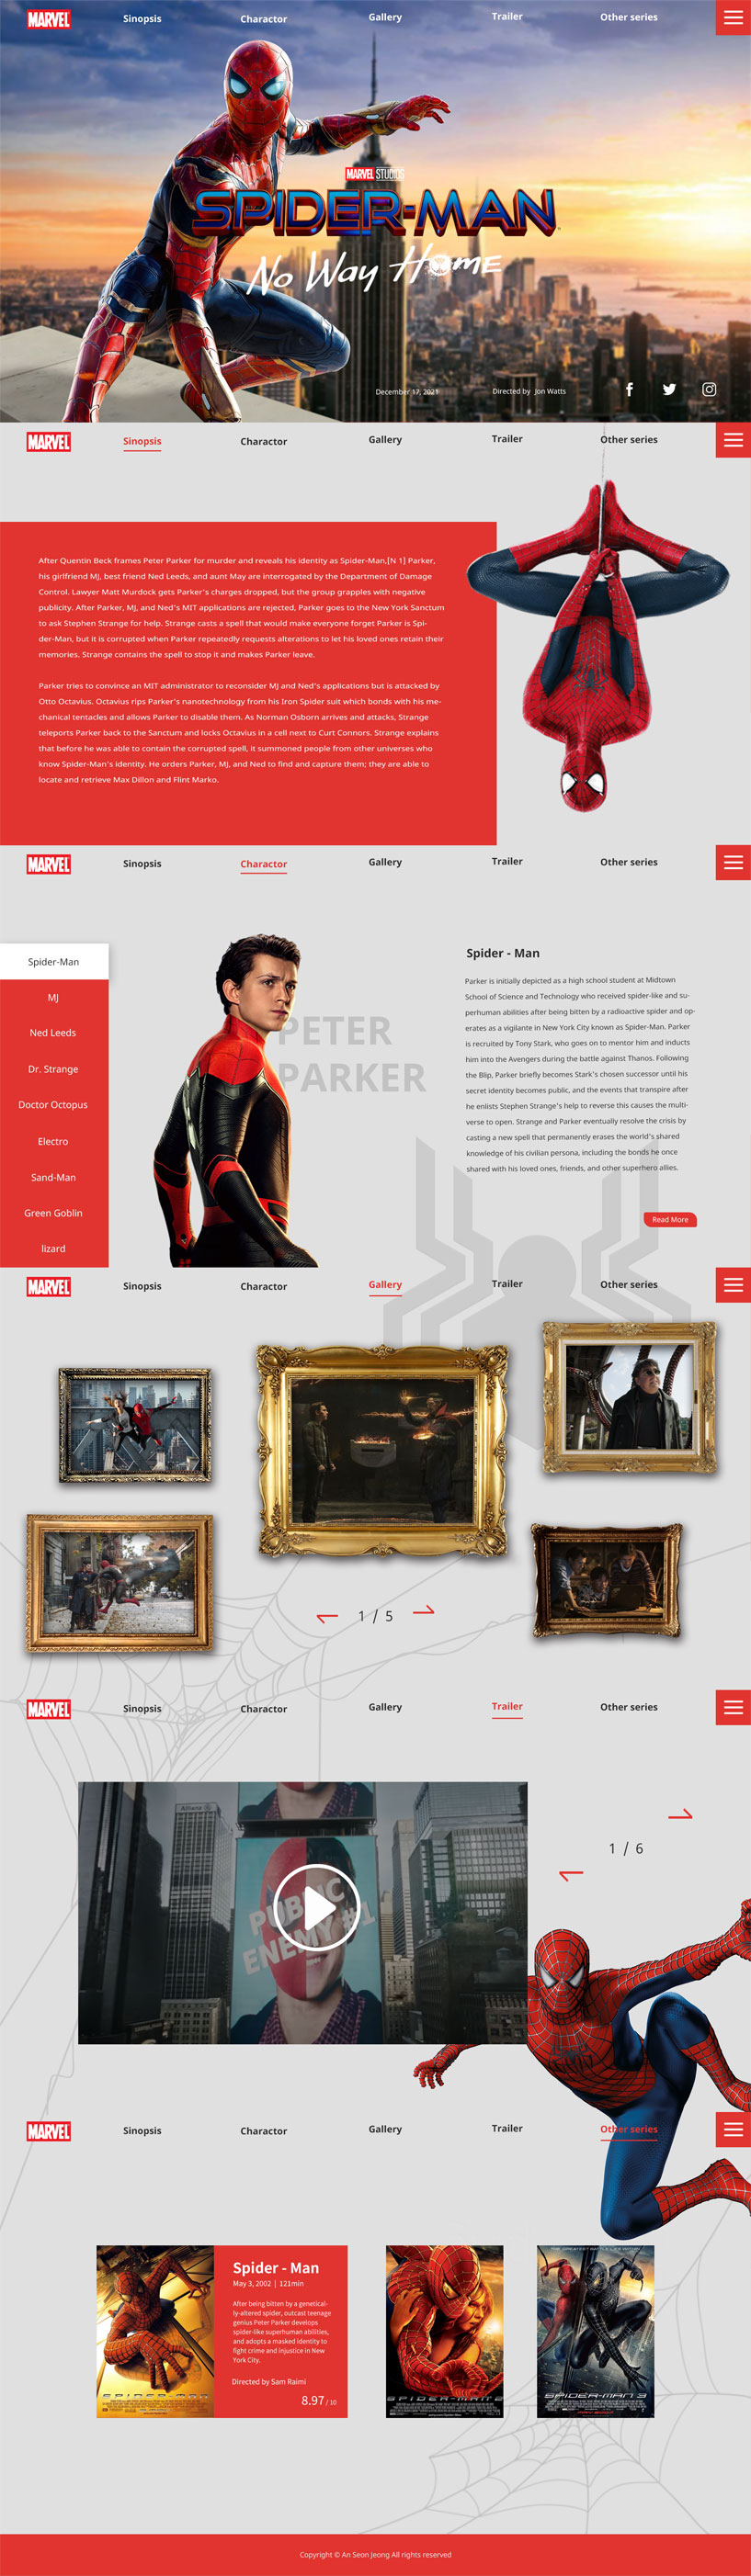 MARVEL
Sinopsis
Charactor
Gallery
Trailer
Other series
MARVEL STUDIOS
SPIDER-MAN
No Way Home
December 17, 2021
Directed by Jon Watts
MARVEL
Sinopsis
Charactor
Gallery
Trailer
Other series
After Quentin Beck frames Peter Parker for murder and reveals his identity as Spider-Man,[N 1] Parker,
his girlfriend MJ, best friend Ned Leeds, and aunt May are interrogated by the Department of Damage
Control. Lawyer Matt Murdock gets Parker's charges dropped, but the group grapples with negative
publicity. After Parker, MJ, and Ned's MIT applications are rejected, Parker goes to the New York Sanctum
to ask Stephen Strange for help. Strange casts a spell that would make everyone forget Parker is Spi-
der-Man, but it is corrupted when Parker repeatedly requests alterations to let his loved ones retain their
memories. Strange contains the spell to stop it and makes Parker leave.
Parker tries to convince an MIT administrator to reconsider MJ and Ned's applications but is attacked by
Otto Octavius. Octavius rips Parker's nanotechnology from his Iron Spider suit which bonds with his me-
chanical tentacles and allows Parker to disable them. As Norman Osborn arrives and attacks, Strange
teleports Parker back to the Sanctum and locks Octavius in a cell next to Curt Connors. Strange explains
that before he was able to contain the corrupted spell, it summoned people from other universes who
know Spider-Man's identity. He orders Parker, MJ, and Ned to find and capture them; they are able to
locate and retrieve Max Dillon and Flint Marko.
MARVEL
Sinopsis
Charactor
Gallery
Trailer
Other series
Spider-Man
MJ
Ned Leeds
Dr. Strange
Doctor Octopus
Electro
Sand-Man
Green Goblin
lizard
PETER
PARKER
Spider - Man
Parker is initially depicted as a high school student at Midtown
School of Science and Technology who received spider-like and su-
perhuman abilities after being bitten by a radioactive spider and op-
erates as a vigilante in New York City known as Spider-Man. Parker
is recruited by Tony Stark, who goes on to mentor him and inducts
him into the Avengers during the battle against Thanos. Following
the Blip, Parker briefly becomes Stark's chosen successor until his
secret identity becomes public, and the events that transpire after
he enlists Stephen Strange's help to reverse this causes the multi-
verse to open. Strange and Parker eventually resolve the crisis by
casting a new spell that permanently erases the world's shared
knowledge of his civilian persona, including the bonds he once
shared with his loved ones, friends, and other superhero allies.
Read More
MARVEL
Sinopsis
Charactor
Gallery
Trailer
Other series
1 / 5
MARVEL
Sinopsis
Charactor
Gallery
Trailer
Other series
Allianz
PUBLIC
ENEMY #1
1 / 6
MARVEL
Sinopsis
Charactor
Gallery
Trailer
Other series
Spider - Man
May 3, 2002 | 121min
After being bitten by a genetical-
ly-altered spider, outcast teenage
genius Peter Parker develops
spider-like superhuman abilities,
and adopts a masked identity to
fight crime and injustice in New
York City.
Directed by Sam Raimi
8.97 / 10
SPIDER-MAN
SPIDER-MAN 2
THE GREATEST BATTLE LIES WITHIN
SPIDER-MAN 3
Copyright © An Seon Jeong All rights reserved